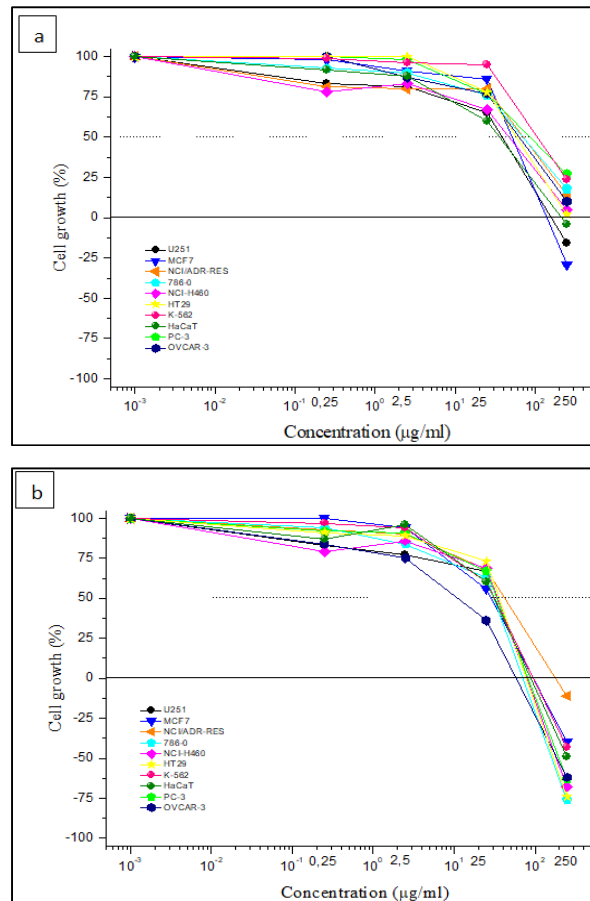 a
Cell growth (%)
100
75
50
25
0
-25
-50
-75
-100
U251
MCF7
NCI/ADR-RES
786-0
NCI-H460
HT29
K-562
HaCaT
PC-3
OVCAR-3
10-3 10-2 10-1 0,25 100 2,5 101 25 102 250
Concentration (µg/ml)
b
Cell growth (%)
100
75
50
25
0
-25
-50
-75
-100
U251
MCF7
NCI/ADR-RES
786-0
NCI-H460
HT29
K-562
HaCaT
PC-3
OVCAR-3
10-3 10-2 10-1 0,25 100 2,5 101 25 102 250
Concentration (µg/ml)